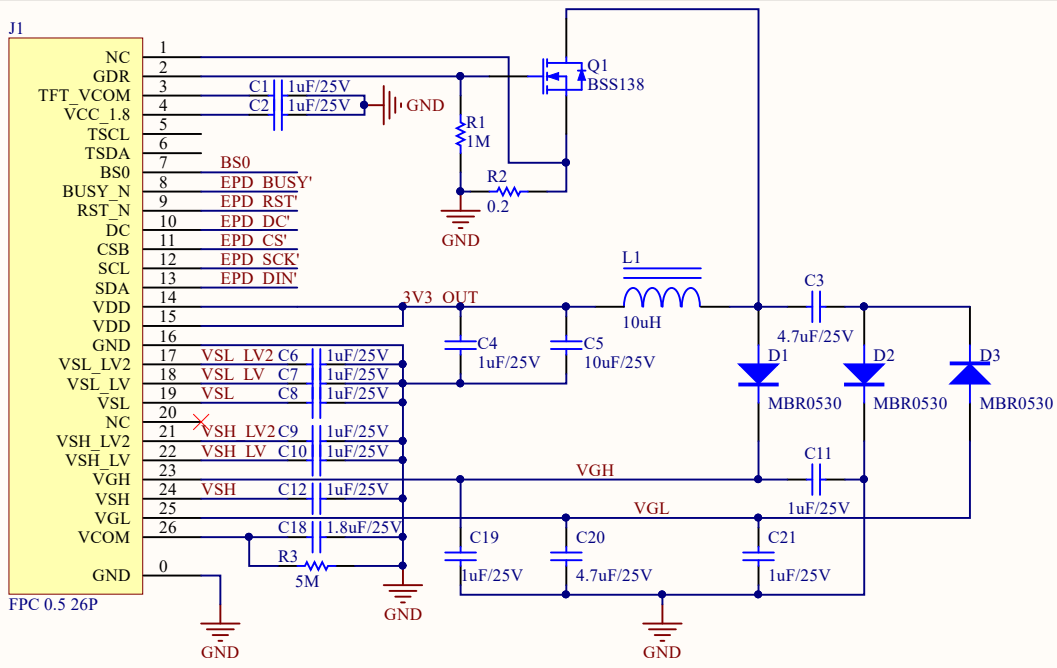 J1
NC 1
GDR 2
TFT_VCOM 3 C1 1uF/25V
VCC_1.8 4 C2 1uF/25V GND
TSCL 5
TSDA 6
BS0 7 BS0
BUSY_N 8 EPD_BUSY'
RST_N 9 EPD_RST'
DC 10 EPD_DC'
CSB 11 EPD_CS'
SCL 12 EPD_SCK'
SDA 13 EPD_DIN'
VDD 14 3V3_OUT
VDD 15
GND 16
VSL_LV2 17 VSL_LV2 C6 1uF/25V
VSL_LV 18 VSL_LV C7 1uF/25V
VSL 19 VSL C8 1uF/25V
NC 20
VSH_LV2 21 VSH_LV2 C9 1uF/25V
VSH_LV 22 VSH_LV C10 1uF/25V
VGH 23 VGH
VSH 24 VSH C12 1uF/25V
VGL 25 VGL
VCOM 26 C18 1.8uF/25V
R3
5M
GND 0
FPC 0.5 26P
GND
GND
Q1
BSS138
R1
1M
R2
0.2
GND
L1
10uH
C3
4.7uF/25V
C4
1uF/25V
C5
10uF/25V
D1
MBR0530
D2
MBR0530
D3
MBR0530
C11
1uF/25V
C19
1uF/25V
C20
4.7uF/25V
C21
1uF/25V
GND